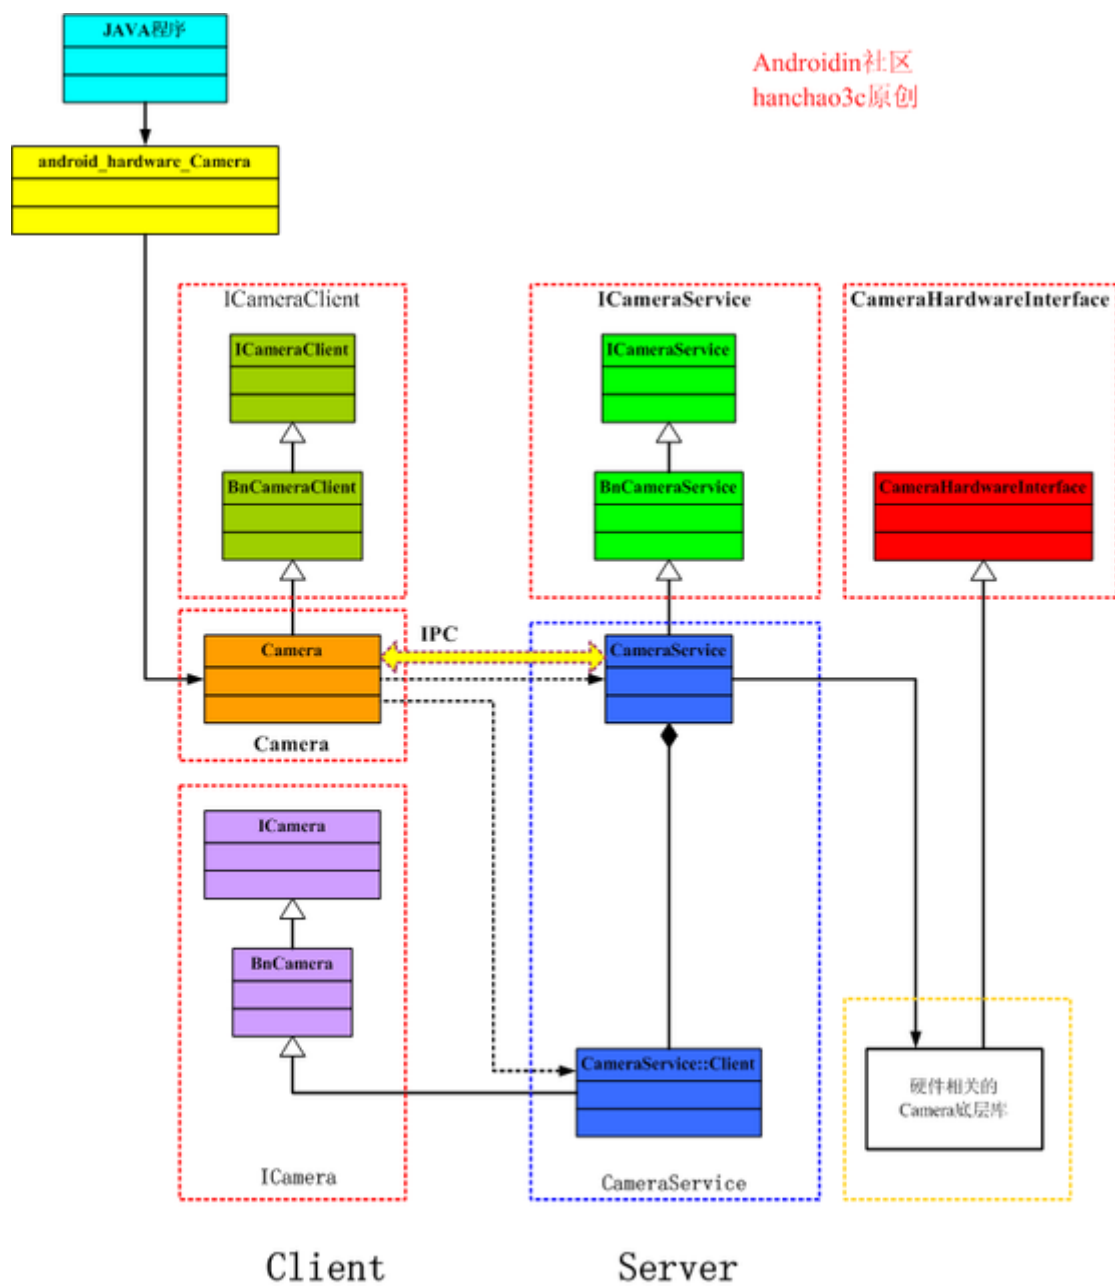 JAVA程序
Androidin社区
hanchao3c原创
android_hardware_Camera
ICameraClient
ICameraService
CameraHardwareInterface
ICameraClient
ICameraService
BnCameraClient
BnCameraService
CameraHardwareInterface
IPC
Camera
CameraService
Camera
ICamera
BnCamera
CameraService::Client
硬件相关的
Camera底层库
ICamera
CameraService
Client
Server